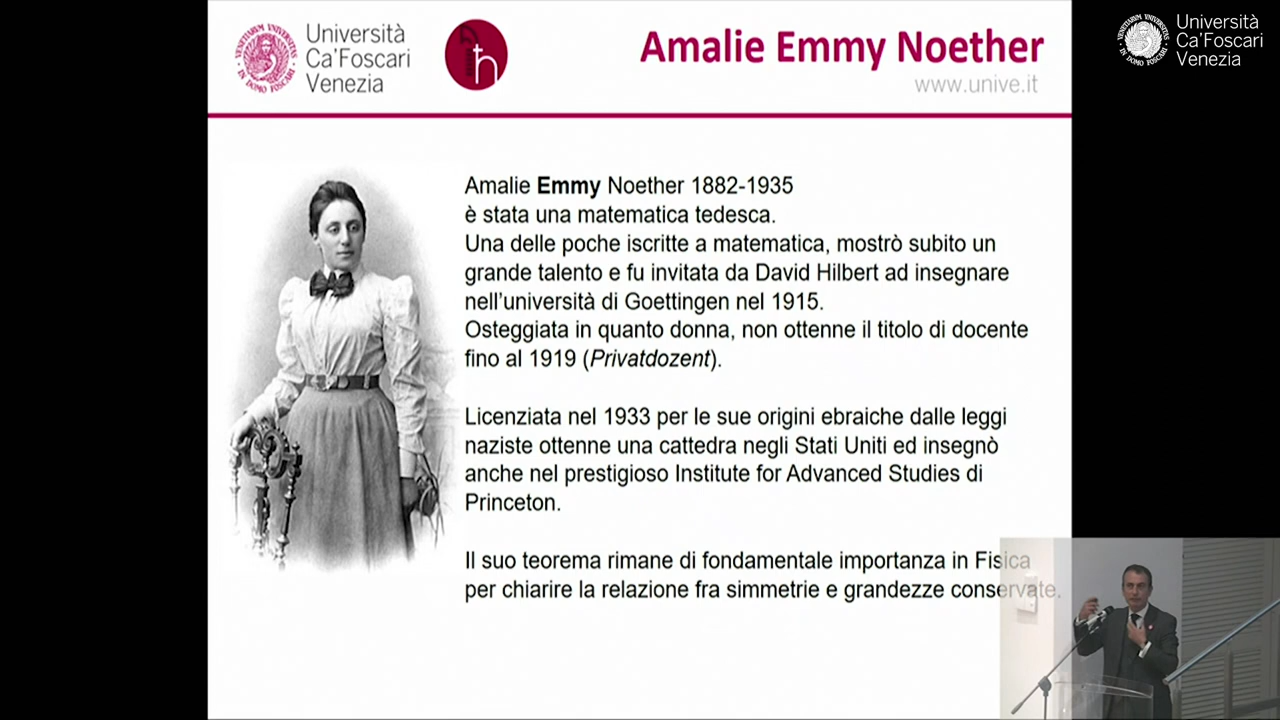 Università
Ca'Foscari
Venezia
Amalie Emmy Noether
www.unive.it
Università
Ca'Foscari
Venezia
Amalie Emmy Noether 1882-1935
è stata una matematica tedesca.
Una delle poche iscritte a matematica, mostrò subito un
grande talento e fu invitata da David Hilbert ad insegnare
nell'università di Goettingen nel 1915.
Osteggiata in quanto donna, non ottenne il titolo di docente
fino al 1919 (Privatdozent).
Licenziata nel 1933 per le sue origini ebraiche dalle leggi
naziste ottenne una cattedra negli Stati Uniti ed insegnò
anche nel prestigioso Institute for Advanced Studies di
Princeton.
Il suo teorema rimane di fondamentale importanza in Fisica
per chiarire la relazione fra simmetrie e grandezze conservate.